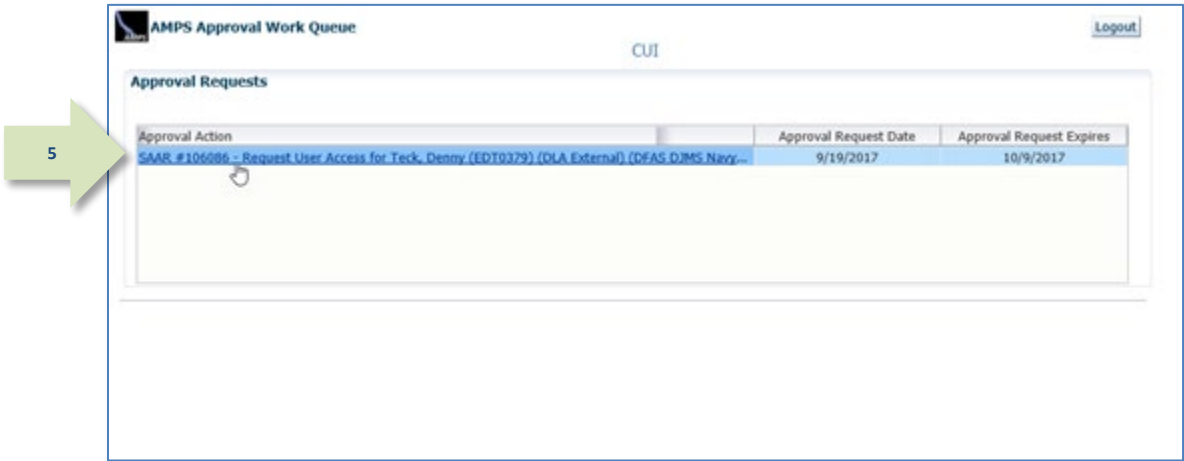 AMPS Approval Work Queue
Logout
CUI
Approval Requests
Approval Action Approval Request Date Approval Request Expires
5
SAAR #106086 - Request User Access for Teck, Denny (EDT0379) (DLA External) (DFAS DJMS Navy... 9/19/2017 10/9/2017